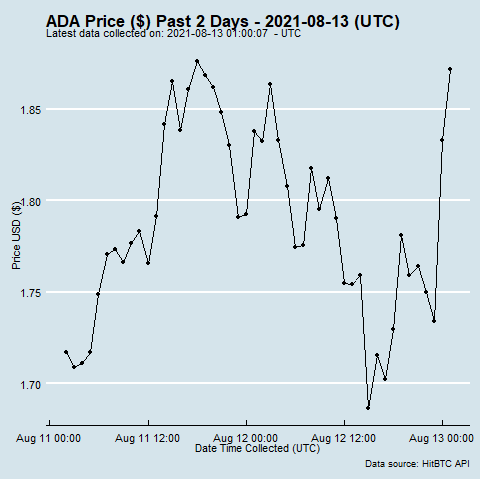 ADA Price ($) Past 2 Days - 2021-08-13 (UTC)
Latest data collected on: 2021-08-13 01:00:07  - UTC
1.85
1.80
Price USD ($)
1.75
1.70
Aug 11 00:00 Aug 11 12:00 Aug 12 00:00 Aug 12 12:00 Aug 13 00:00
Date Time Collected (UTC)
Data source: HitBTC API